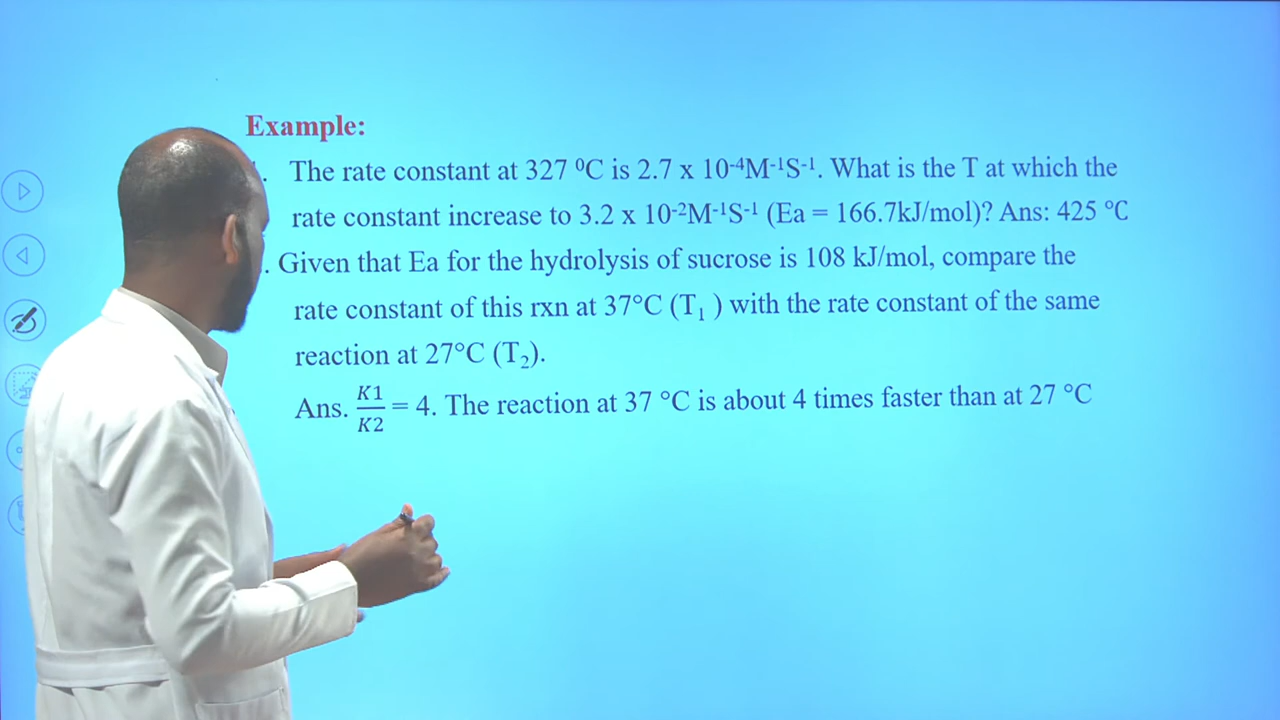 Example:
. The rate constant at 327 ⁰C is 2.7 x 10⁻⁴M⁻¹S⁻¹. What is the T at which the
rate constant increase to 3.2 x 10⁻²M⁻¹S⁻¹ (Ea = 166.7kJ/mol)? Ans: 425 °C
. Given that Ea for the hydrolysis of sucrose is 108 kJ/mol, compare the
rate constant of this rxn at 37°C (T₁ ) with the rate constant of the same
reaction at 27°C (T₂).
Ans. K1/K2 = 4. The reaction at 37 °C is about 4 times faster than at 27 °C